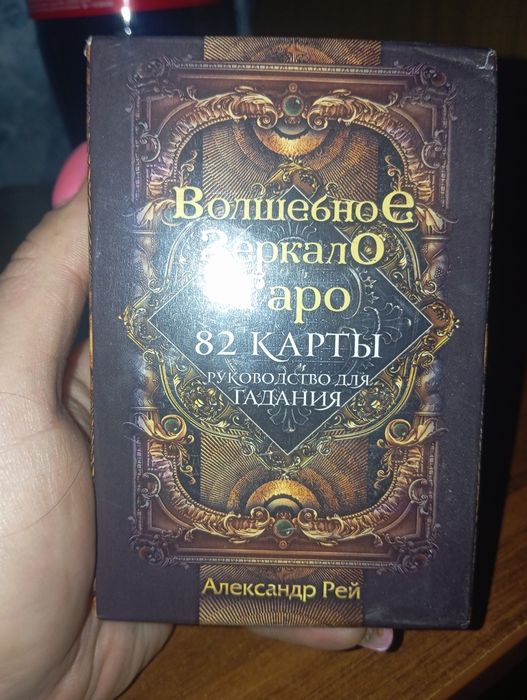 Волшебное
Зеркало
Таро
82 карты
и
руководство для
гадания
Александр Рей